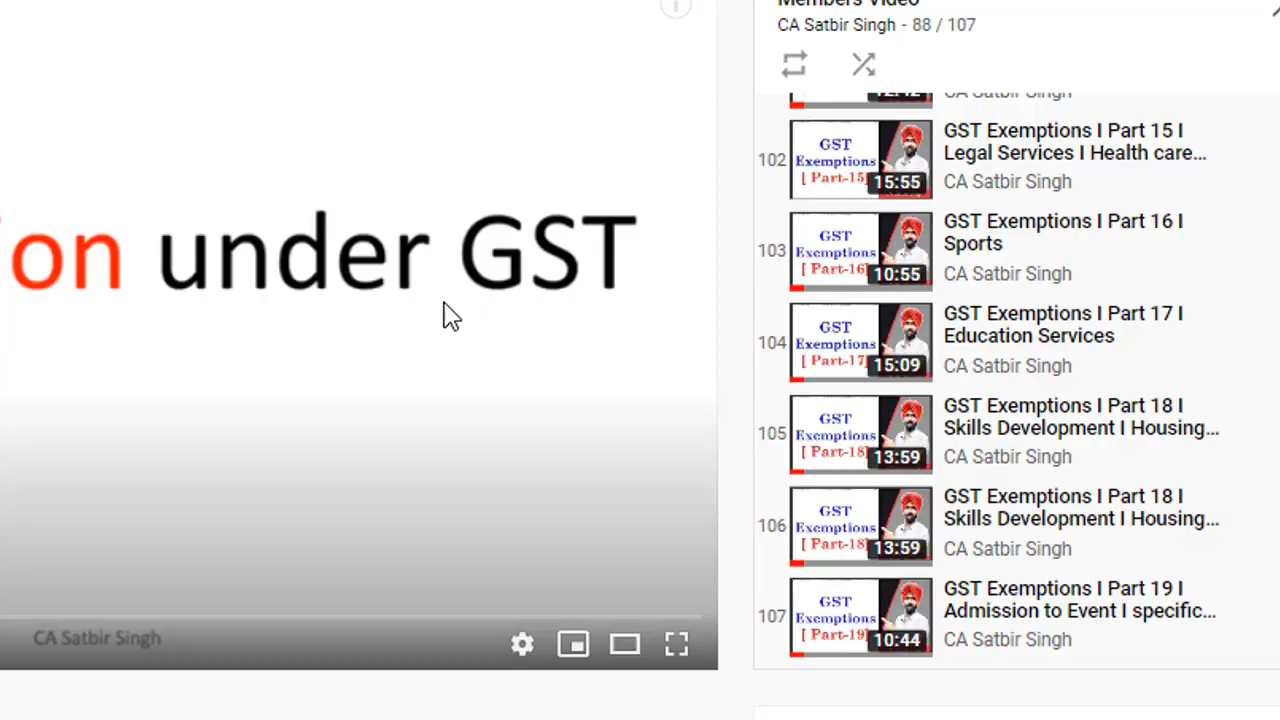 Members Video
CA Satbir Singh - 88 / 107
12:42
CA Satbir Singh
102
GST
Exemptions
[ Part-15]
15:55
GST Exemptions I Part 15 I
Legal Services I Health care...
CA Satbir Singh
103
GST
Exemptions
[ Part-16]
10:55
GST Exemptions I Part 16 I
Sports
CA Satbir Singh
104
GST
Exemptions
[ Part-17]
15:09
GST Exemptions I Part 17 I
Education Services
CA Satbir Singh
105
GST
Exemptions
[ Part-18]
13:59
GST Exemptions I Part 18 I
Skills Development I Housing...
CA Satbir Singh
106
GST
Exemptions
[ Part-18]
13:59
GST Exemptions I Part 18 I
Skills Development I Housing...
CA Satbir Singh
107
GST
Exemptions
[ Part-19]
10:44
GST Exemptions I Part 19 I
Admission to Event I specific...
CA Satbir Singh
on under GST
CA Satbir Singh